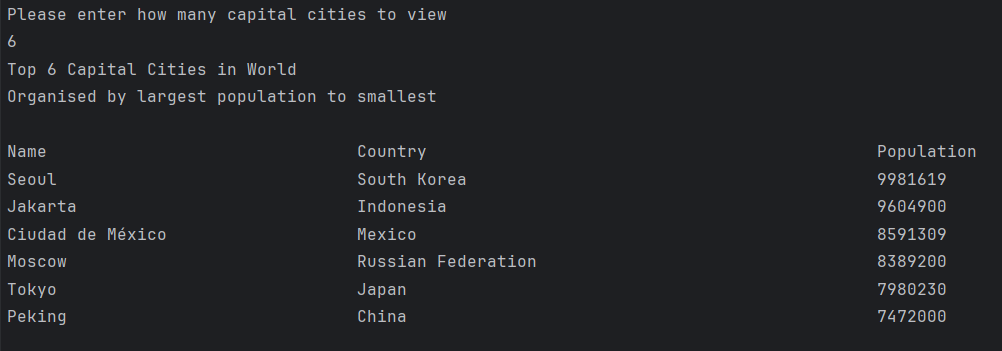 Please enter how many capital cities to view
6
Top 6 Capital Cities in World
Organised by largest population to smallest
Name Country Population
Seoul South Korea 9981619
Jakarta Indonesia 9604900
Ciudad de México Mexico 8591309
Moscow Russian Federation 8389200
Tokyo Japan 7980230
Peking China 7472000